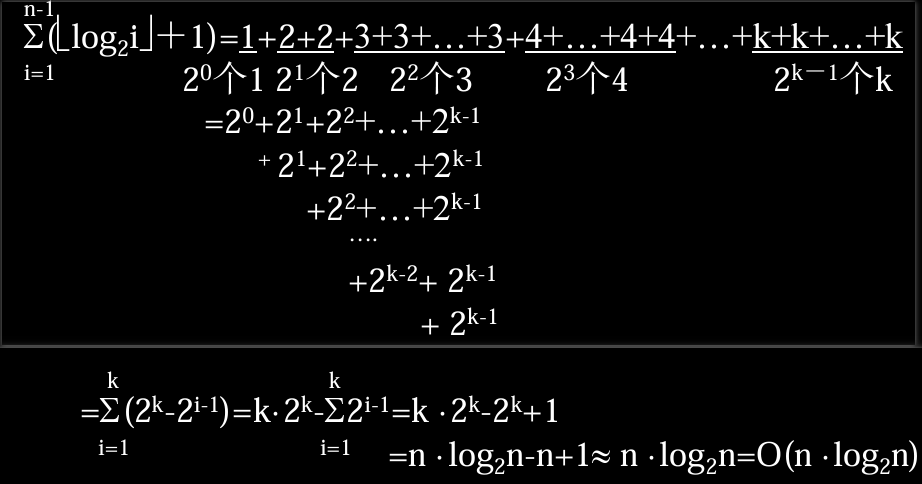 n-1
Σ(⌊log₂i⌋+1)=1+2+2+3+3+…+3+4+…+4+4+…+k+k+…+k
i=1 2⁰个1 2¹个2 2²个3 2³个4 2ᵏ⁻¹个k
=2⁰+2¹+2²+…+2ᵏ⁻¹
+ 2¹+2²+…+2ᵏ⁻¹
+2²+…+2ᵏ⁻¹
….
+2ᵏ⁻²+ 2ᵏ⁻¹
+ 2ᵏ⁻¹
k k
=Σ(2ᵏ-2ⁱ⁻¹)=k·2ᵏ-Σ2ⁱ⁻¹=k ·2ᵏ-2ᵏ+1
i=1 i=1
=n ·log₂n-n+1≈ n ·log₂n=O(n ·log₂n)